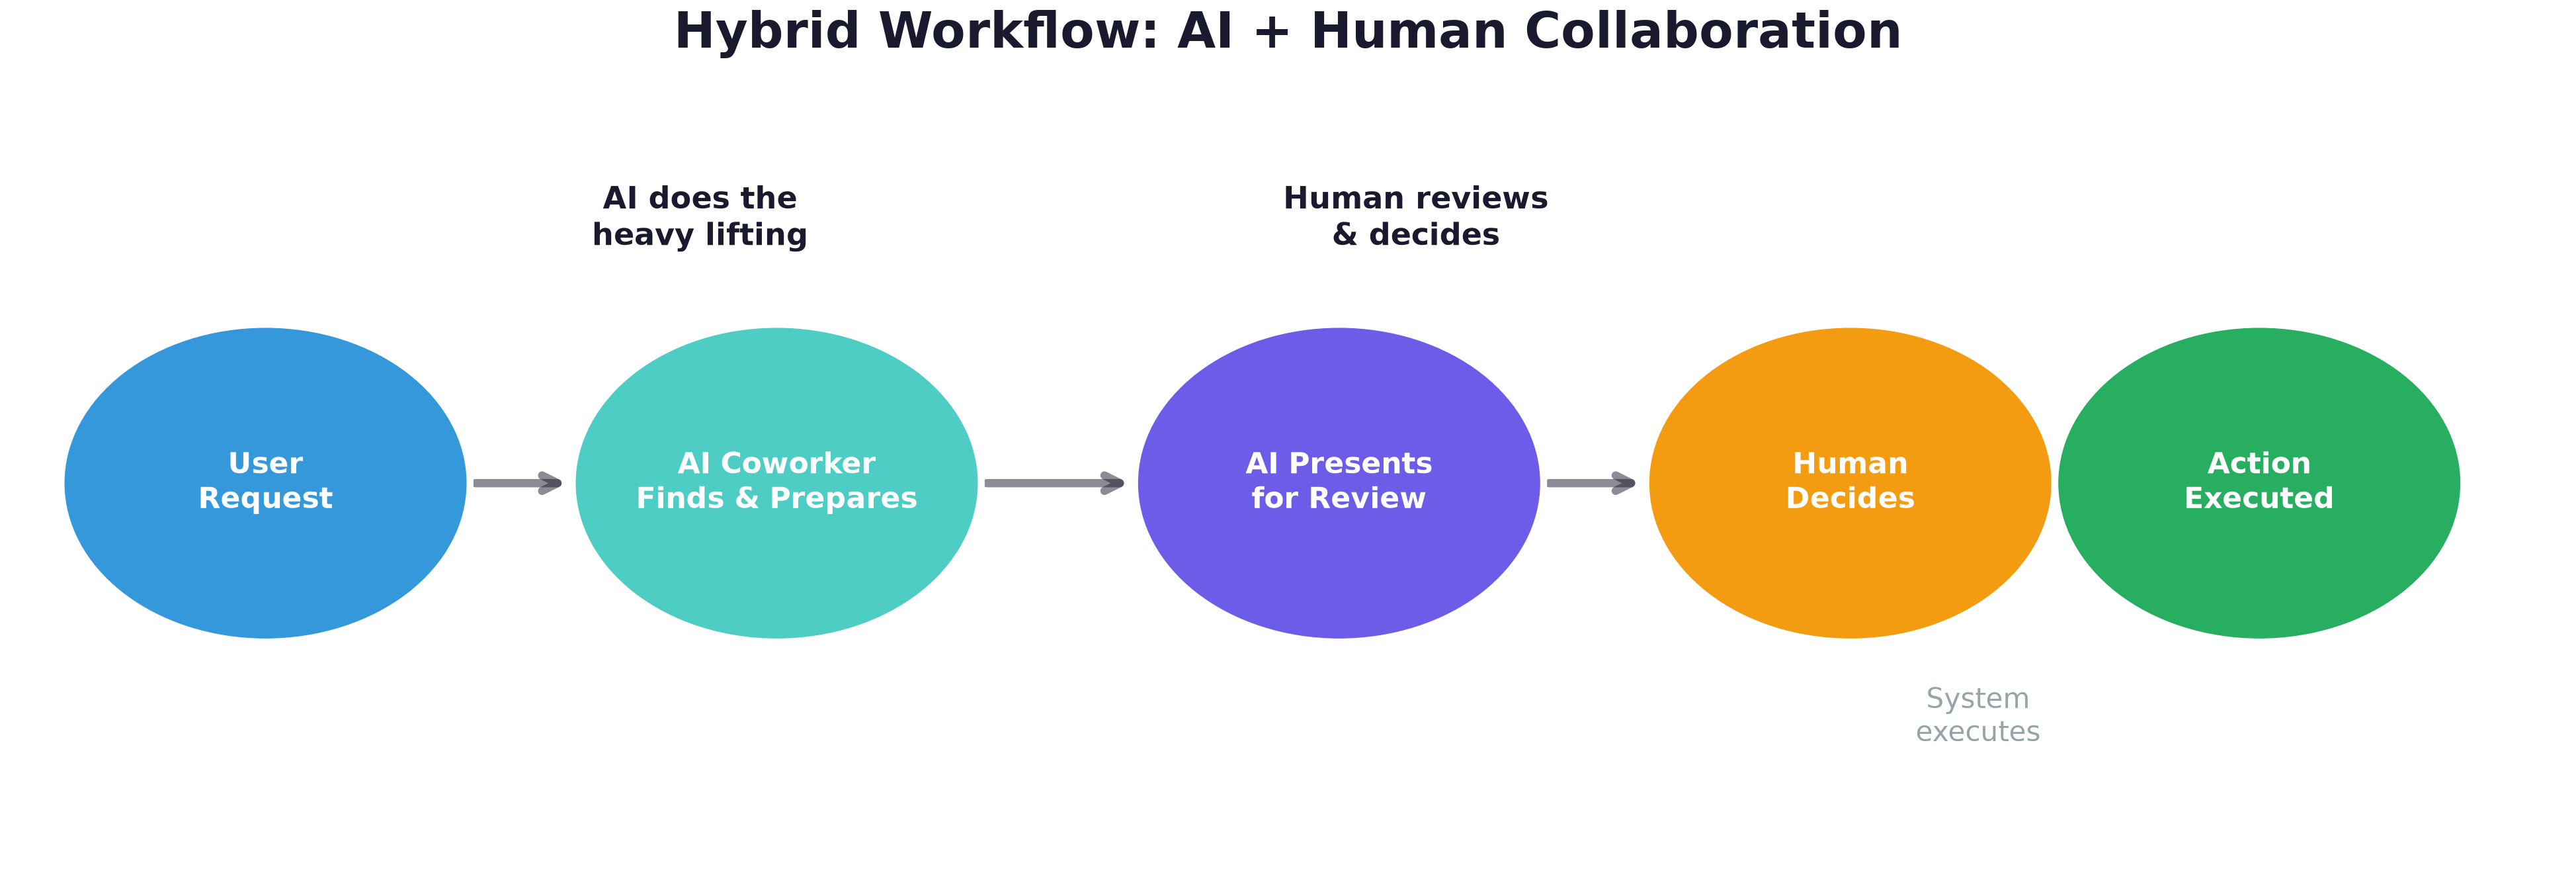 Hybrid Workflow: AI + Human Collaboration
AI does the
heavy lifting
Human reviews
& decides
User
Request
AI Coworker
Finds & Prepares
AI Presents
for Review
Human
Decides
Action
Executed
System
executes